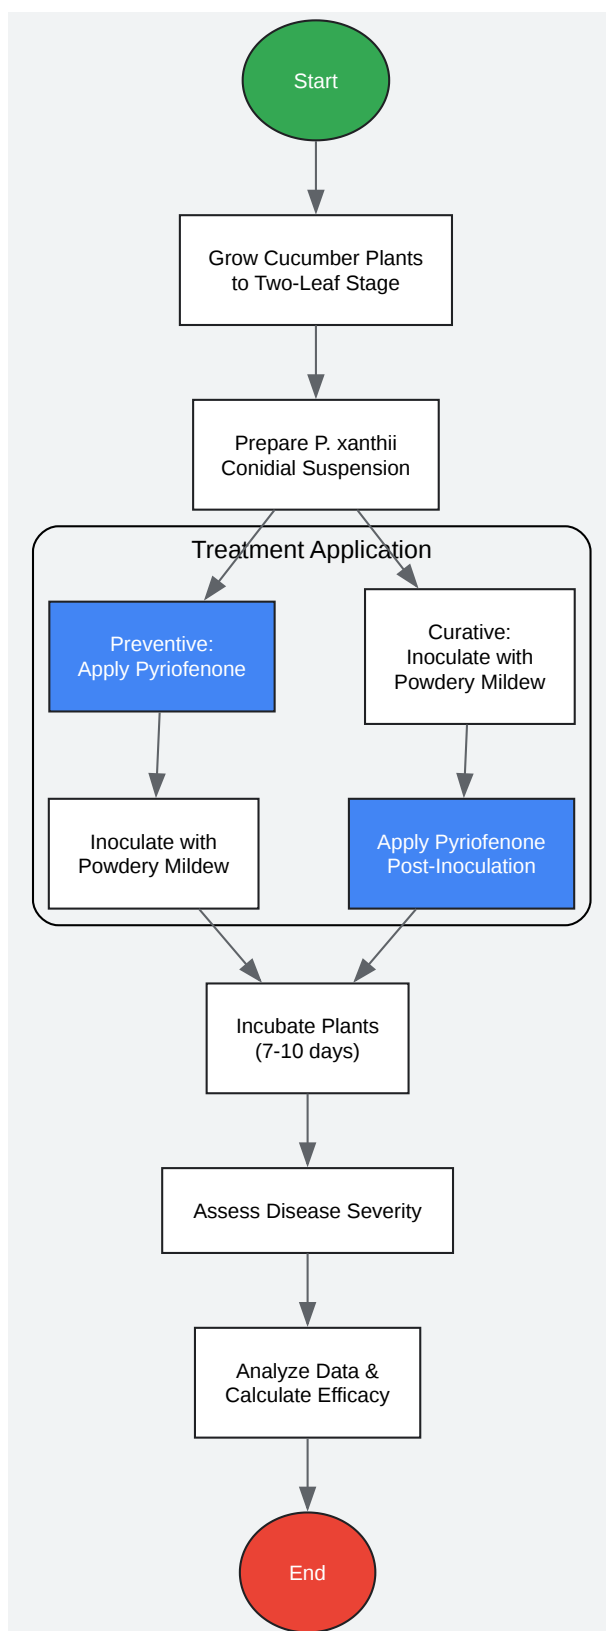 Start
Grow Cucumber Plants
to Two-Leaf Stage
Prepare P. xanthii
Conidial Suspension
Treatment Application
Preventive:
Apply Pyriofenone
Curative:
Inoculate with
Powdery Mildew
Inoculate with
Powdery Mildew
Apply Pyriofenone
Post-Inoculation
Incubate Plants
(7-10 days)
Assess Disease Severity
Analyze Data &
Calculate Efficacy
End